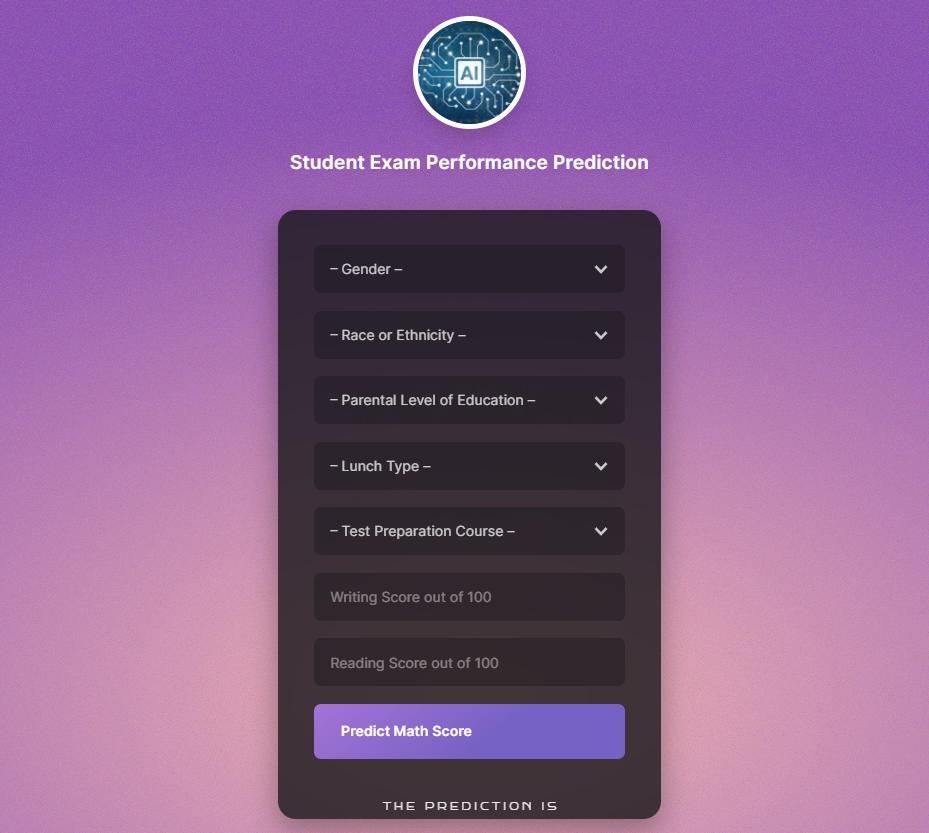 AI
Student Exam Performance Prediction
– Gender –
– Race or Ethnicity –
– Parental Level of Education –
– Lunch Type –
– Test Preparation Course –
Writing Score out of 100
Reading Score out of 100
Predict Math Score
THE PREDICTION IS